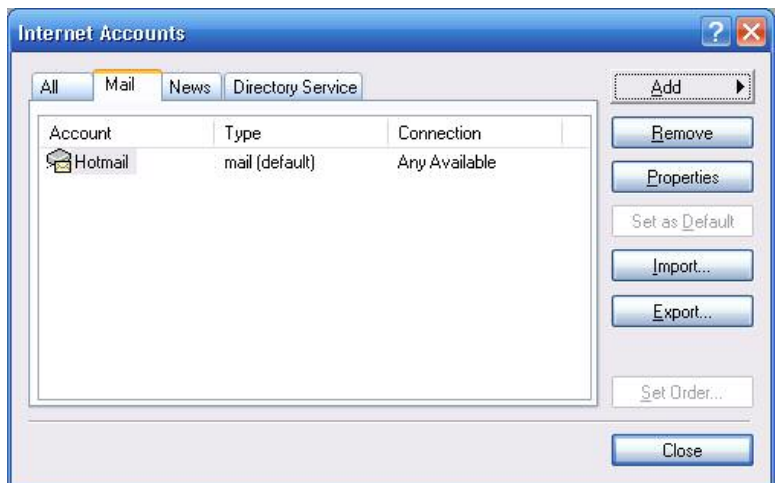 Internet Accounts
All Mail News Directory Service
Add
Account Type Connection
Remove
Hotmail mail (default) Any Available
Properties
Set as Default
Import...
Export...
Set Order...
Close